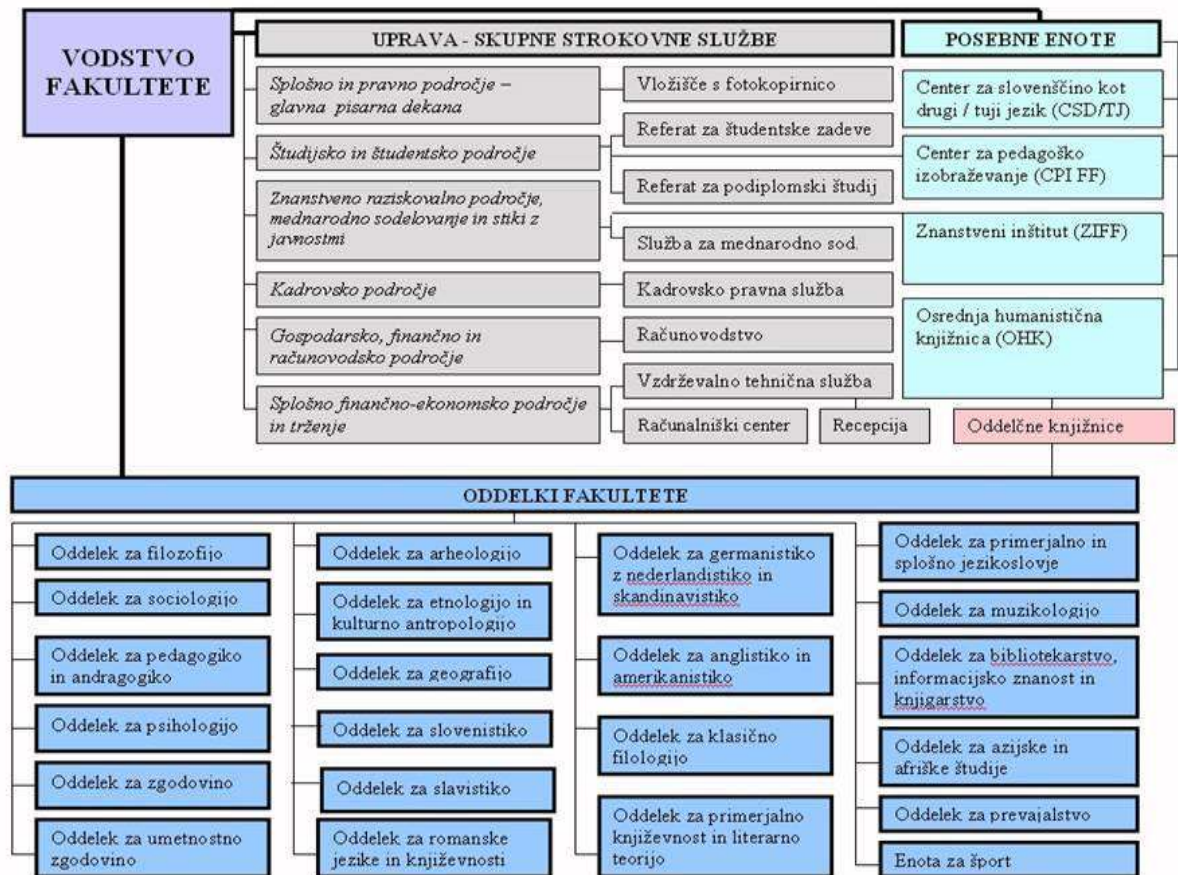 VODSTVO
FAKULTETE
UPRAVA - SKUPNE STROKOVNE SLUŽBE
Splošno in pravno področje –
glavna pisarna dekana
Študijsko in študentsko področje
Znanstveno raziskovalno področje,
mednarodno sodelovanje in stiki z
javnostmi
Kadrovsko področje
Gospodarsko, finančno in
računovodsko področje
Splošno finančno-ekonomsko področje
in trženje
Vložišče s fotokopirnico
Referat za študentske zadeve
Referat za podiplomski študij
Služba za mednarodno sod.
Kadrovsko pravna služba
Računovodstvo
Vzdrževalno tehnična služba
Računalniški center
Recepcija
POSEBNE ENOTE
Center za slovenščino kot
drugi / tuji jezik (CSD/TJ)
Center za pedagoško
izobraževanje (CPI FF)
Znanstveni inštitut (ZIFF)
Osrednja humanistična
knjižnica (OHK)
Oddelčne knjižnice
ODDELKI FAKULTETE
Oddelek za filozofijo
Oddelek za sociologijo
Oddelek za pedagogiko
in andragogiko
Oddelek za psihologijo
Oddelek za zgodovino
Oddelek za umetnostno
zgodovino
Oddelek za arheologijo
Oddelek za etnologijo in
kulturno antropologijo
Oddelek za geografijo
Oddelek za slovenistiko
Oddelek za slavistiko
Oddelek za romanske
jezike in književnosti
Oddelek za germanistiko
z nederlandistiko in
skandinavistiko
Oddelek za anglistiko in
amerikanistiko
Oddelek za klasično
filologijo
Oddelek za primerjalno
književnost in literarno
teorijo
Oddelek za primerjalno in
splošno jezikoslovje
Oddelek za muzikologijo
Oddelek za bibliotekarstvo,
informacijsko znanost in
knjigarstvo
Oddelek za azijske in
afriške študije
Oddelek za prevajalstvo
Enota za šport